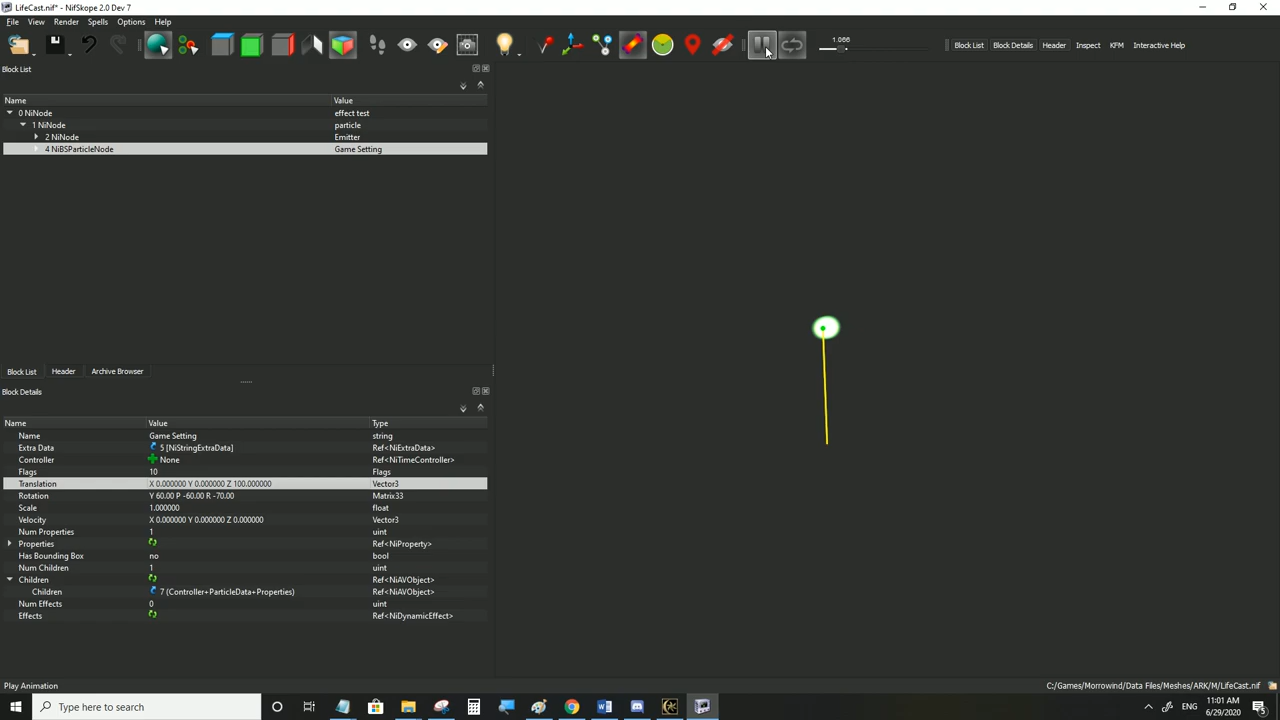 LifeCast.nif* - NifSkope 2.0 Dev 7
File View Render Spells Options Help
1.066
Block List Block Details Header Inspect KFM Interactive Help
Block List
Name Value
0 NiNode effect test
1 NiNode particle
2 NiNode Emitter
4 NiBSParticleNode Game Setting
Block List Header Archive Browser
Block Details
Name Value Type
Name Game Setting string
Extra Data 5 [NiStringExtraData] Ref<NiExtraData>
Controller None Ref<NiTimeController>
Flags 10 Flags
Translation X 0.000000 Y 0.000000 Z 100.000000 Vector3
Rotation Y 60.00 P -60.00 R -70.00 Matrix33
Scale 1.000000 float
Velocity X 0.000000 Y 0.000000 Z 0.000000 Vector3
Num Properties 1 uint
Properties Ref<NiProperty>
Has Bounding Box no bool
Num Children 1 uint
Children Ref<NiAVObject>
Children 7 (Controller+ParticleData+Properties) Ref<NiAVObject>
Num Effects 0 uint
Effects Ref<NiDynamicEffect>
Play Animation C:/Games/Morrowind/Data Files/Meshes/ARK/M/LifeCast.nif
Type here to search
ENG
11:01 AM
6/29/2020